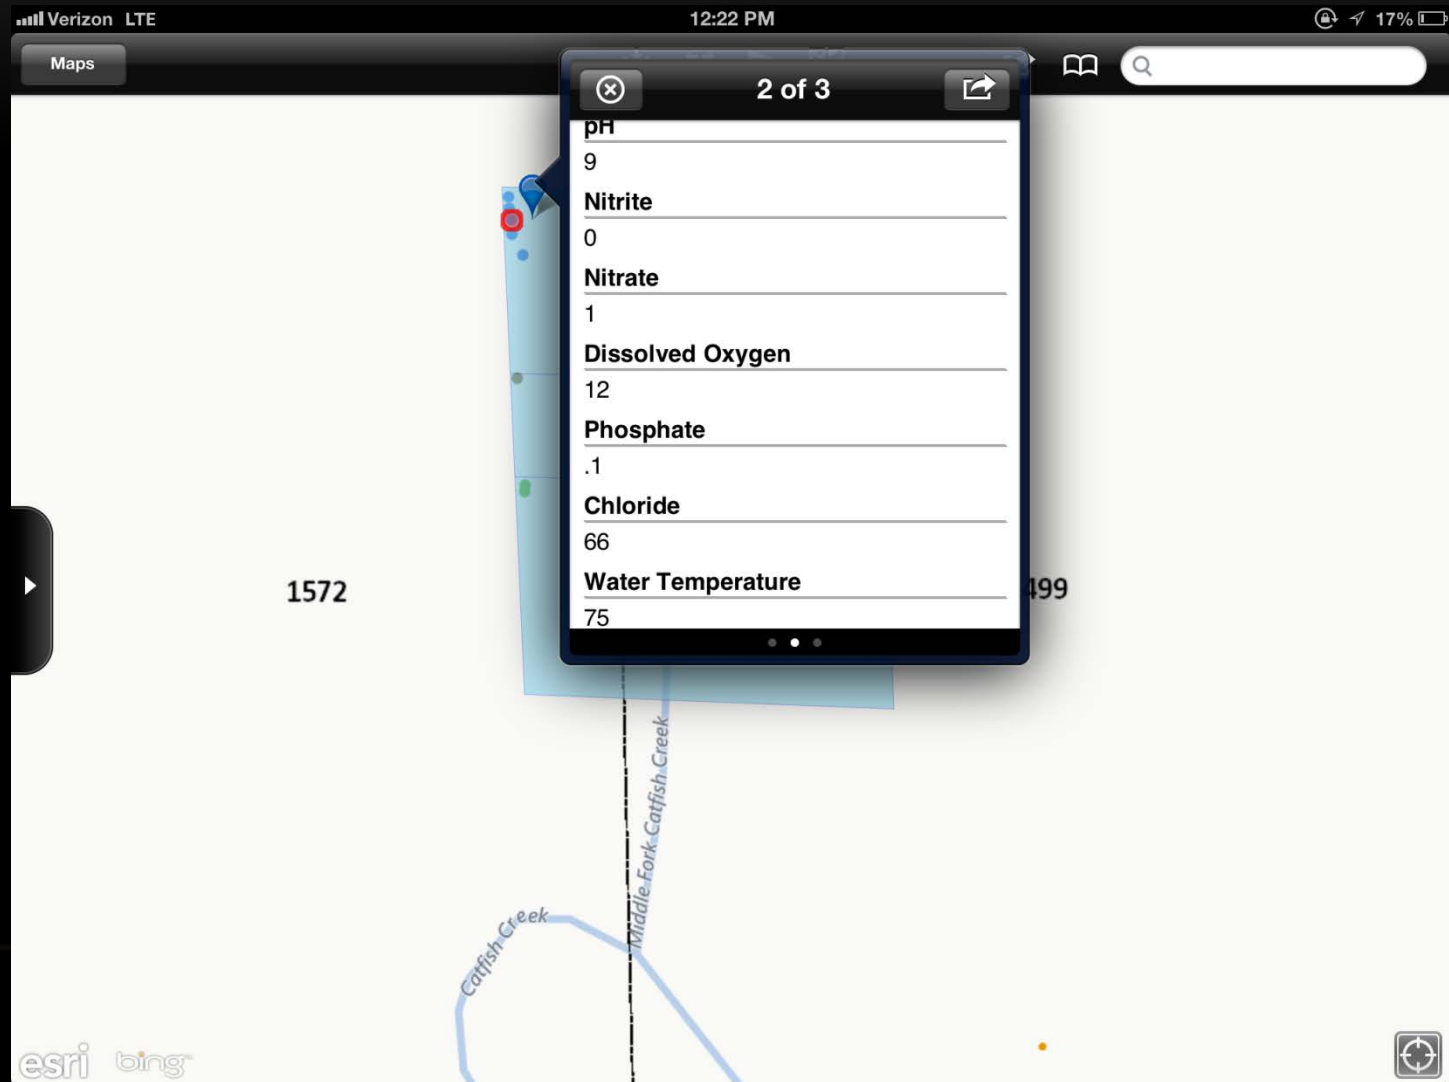 Verizon LTE
12:22 PM
17%
Maps
2 of 3
pH
9
Nitrite
0
Nitrate
1
Dissolved Oxygen
12
Phosphate
.1
Chloride
66
Water Temperature
75
1572
499
Middle Fork Catfish Creek
Catfish Creek
esri bing